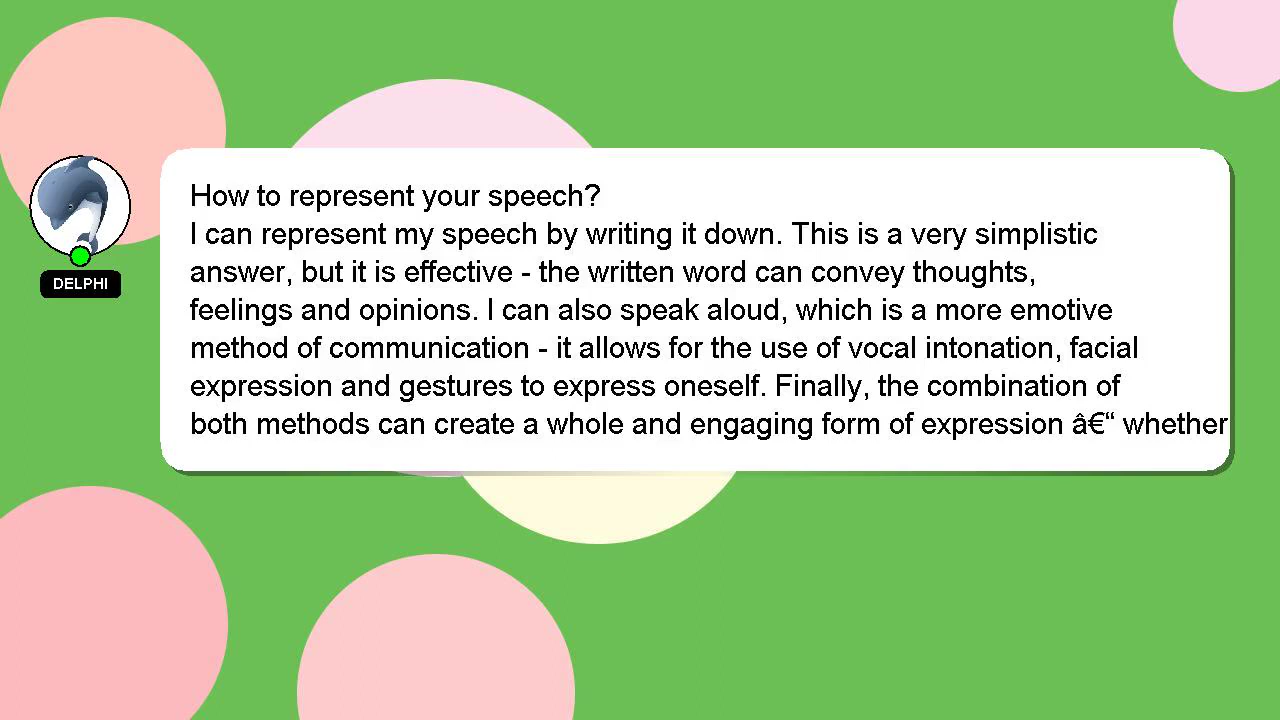 How to represent your speech?
I can represent my speech by writing it down. This is a very simplistic
answer, but it is effective - the written word can convey thoughts,
feelings and opinions. I can also speak aloud, which is a more emotive
method of communication - it allows for the use of vocal intonation, facial
expression and gestures to express oneself. Finally, the combination of
both methods can create a whole and engaging form of expression â€“ whether
DELPHI